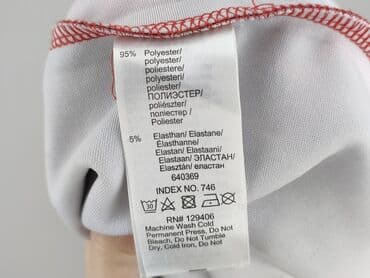 95% Polyester/
polyester/
poliestere/
polyesteri/
poliester/
ПОЛИЭСТЕР/
poliészter/
поліестер /
Poliester
5% Elasthan/ Elastane/
Elasthanne/
Elastan/ Elastaani/
Elastaan/ ЭЛАСТАН/
Elasztán/ еластан
640369
INDEX NO. 746
30
RN# 129406
Machine Wash Cold
Permanent Press, Do Not
Bleach, Do Not Tumble
Dry, Cold Iron, Do Not